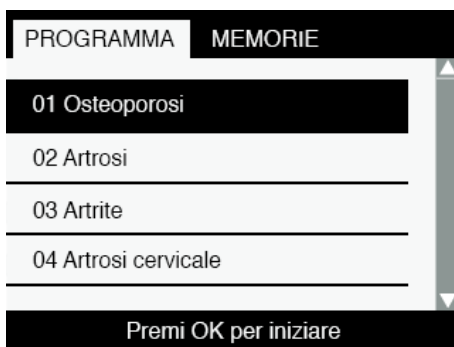 PROGRAMMA MEMORIE
01 Osteoporosi
02 Artrosi
03 Artrite
04 Artrosi cervicale
Premi OK per iniziare